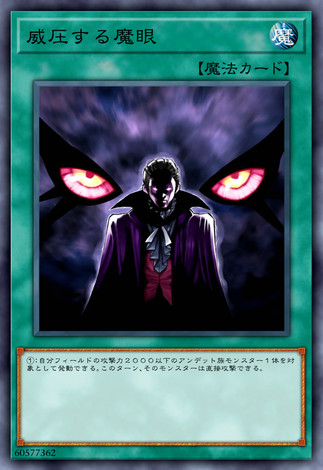 威圧する魔眼
魔
【魔法カード】
①:自分フィールドの攻撃力2000以下のアンデット族モンスター1体を対
象として発動できる。このターン、そのモンスターは直接攻撃できる。
60577362